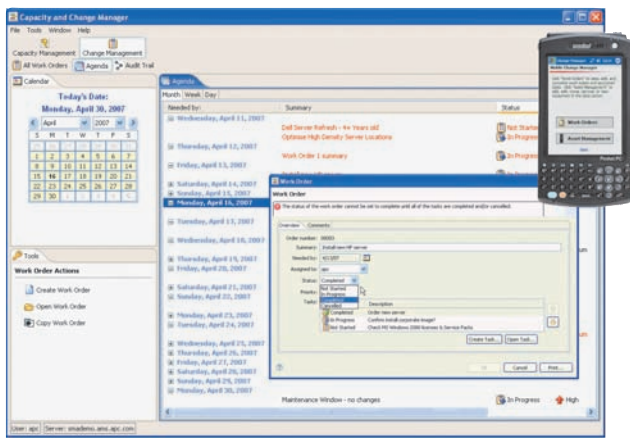 Capacity and Change Manager
File Tools Window Help
Capacity Management Change Management
All Work Orders Agenda Audit Trail
Calendar
Today's Date:
Monday, April 30, 2007
April 2007
S M T W T F S
1 2 3 4 5 6 7
8 9 10 11 12 13 14
15 16 17 18 19 20 21
22 23 24 25 26 27 28
29 30
Tools
Work Order Actions
Create Work Order
Open Work Order
Copy Work Order
Agenda
Month Week Day
Needed by: Summary Status
Wednesday, April 11, 2007
Dell Server Refresh - 4+ Years old Not Starte
Optimize High Density Server Locations In Progres
Thursday, April 12, 2007
Work Order 1 summary In Progres
Friday, April 13, 2007
Saturday, April 14, 2007
Sunday, April 15, 2007
Monday, April 16, 2007
Tuesday, April 17, 2007
Wednesday, April 18, 2007
Thursday, April 19, 2007
Friday, April 20, 2007
Saturday, April 21, 2007
Sunday, April 22, 2007
Monday, April 23, 2007
Tuesday, April 24, 2007
Wednesday, April 25, 2007
Thursday, April 26, 2007
Friday, April 27, 2007
Saturday, April 28, 2007
Sunday, April 29, 2007
Monday, April 30, 2007
Maintenance Window - no changes In Progress High
Work Order
Work Order
The status of the work order cannot be set to complete until all of the tasks are completed and/or cancelled.
Overview Comments
Order number: 00003
Summary: Install new HP server
Needed by:
Assigned to: apc
Status: Completed
Not Started
In Progress
Completed
Cancelled
Priority:
Tasks:
Description
Completed Order new server
In Progress Confirm install corporate image?
Not Started Check MS Windows 2000 licenses & Service Packs
Create Task... Open Task...
Cancel Print...
User: apc Server: smademo.ams.apc.com
Mobile Change Manager
Work Orders
Asset Management
Pocket PC